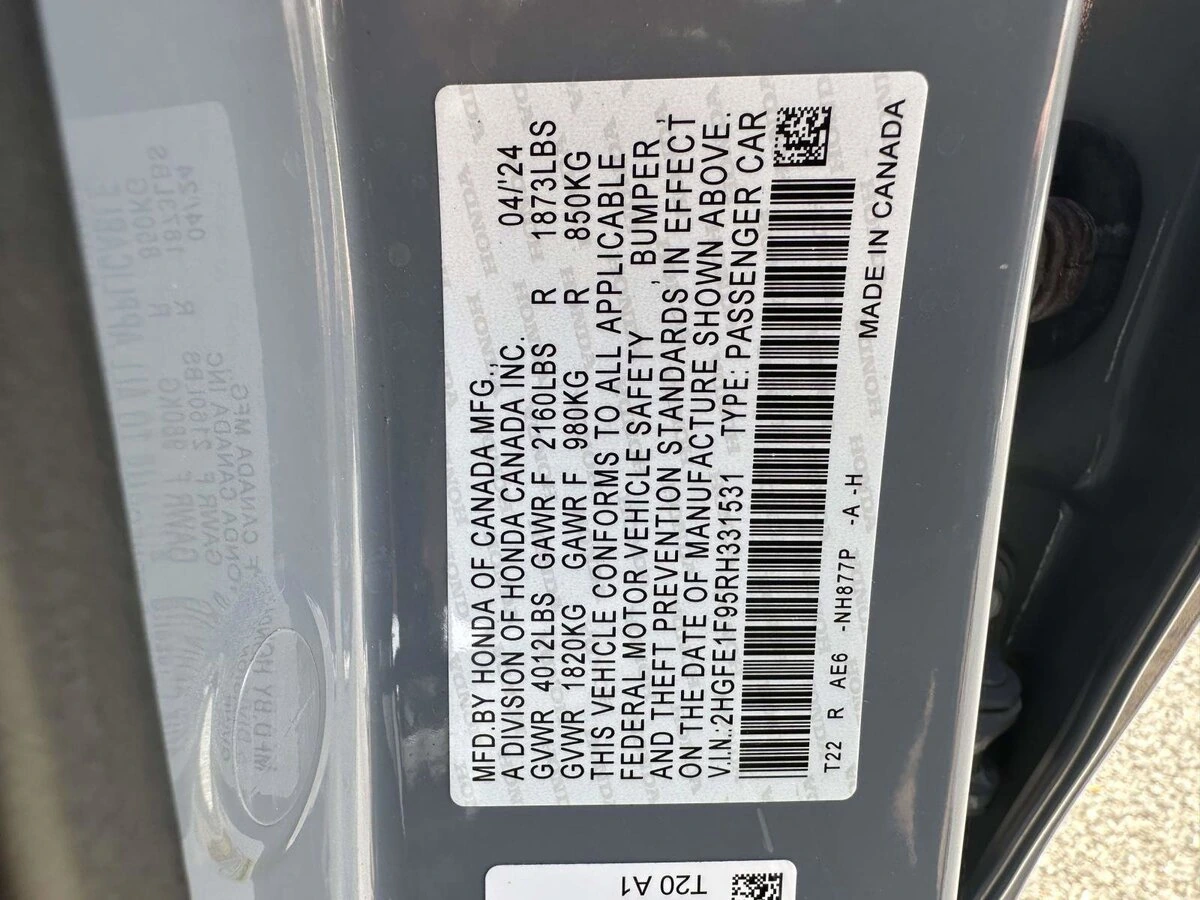 MFD.BY HONDA OF CANADA MFG.,
A DIVISION OF HONDA CANADA INC. 04/'24
GVWR 4012LBS GAWR F 2160LBS R 1873LBS
GVWR 1820KG GAWR F 980KG R 850KG
THIS VEHICLE CONFORMS TO ALL APPLICABLE
FEDERAL MOTOR VEHICLE SAFETY , BUMPER ,
AND THEFT PREVENTION STANDARDS, IN EFFECT
ON THE DATE OF MANUFACTURE SHOWN ABOVE.
V.I.N.:2HGFE1F95RH331531 TYPE: PASSENGER CAR
T22 R AE6 -NH877P -A-H
MADE IN CANADA
T20 A1